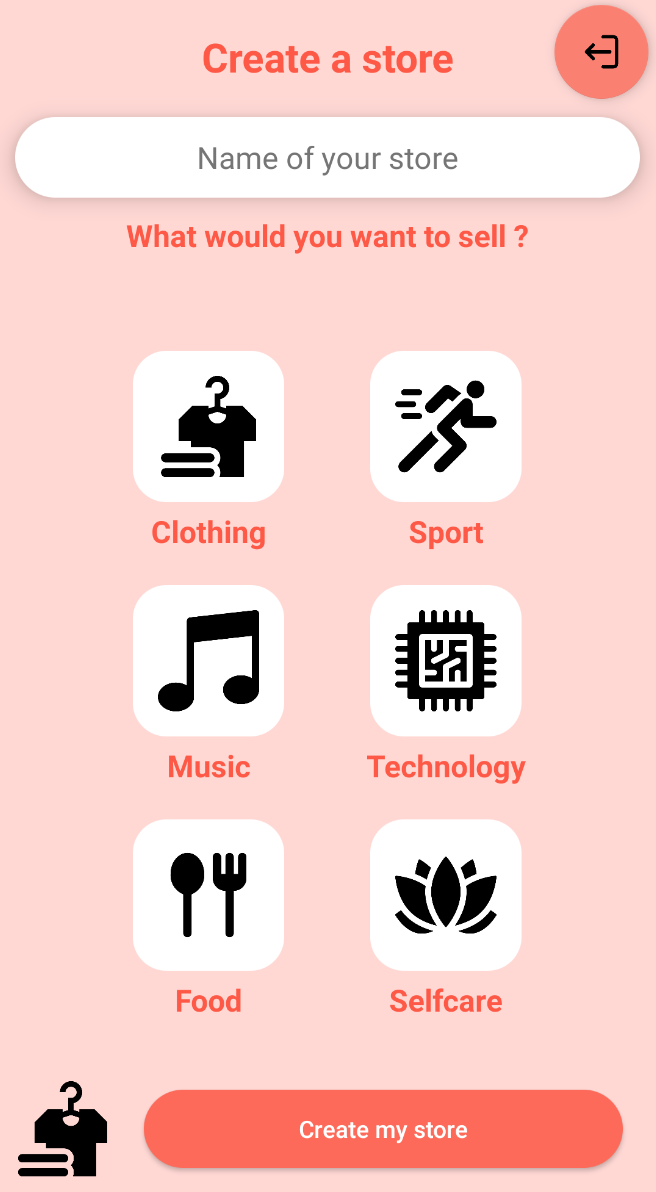 Create a store
Name of your store
What would you want to sell ?
Clothing
Sport
Music
Technology
Food
Selfcare
Create my store